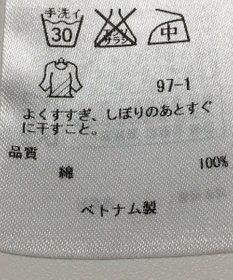 手洗イ
30 エンソサラシ 中
97-1
よくすすぎ、しぼりのあとすぐ
に干すこと。
品質
綿 100%
ベトナム製